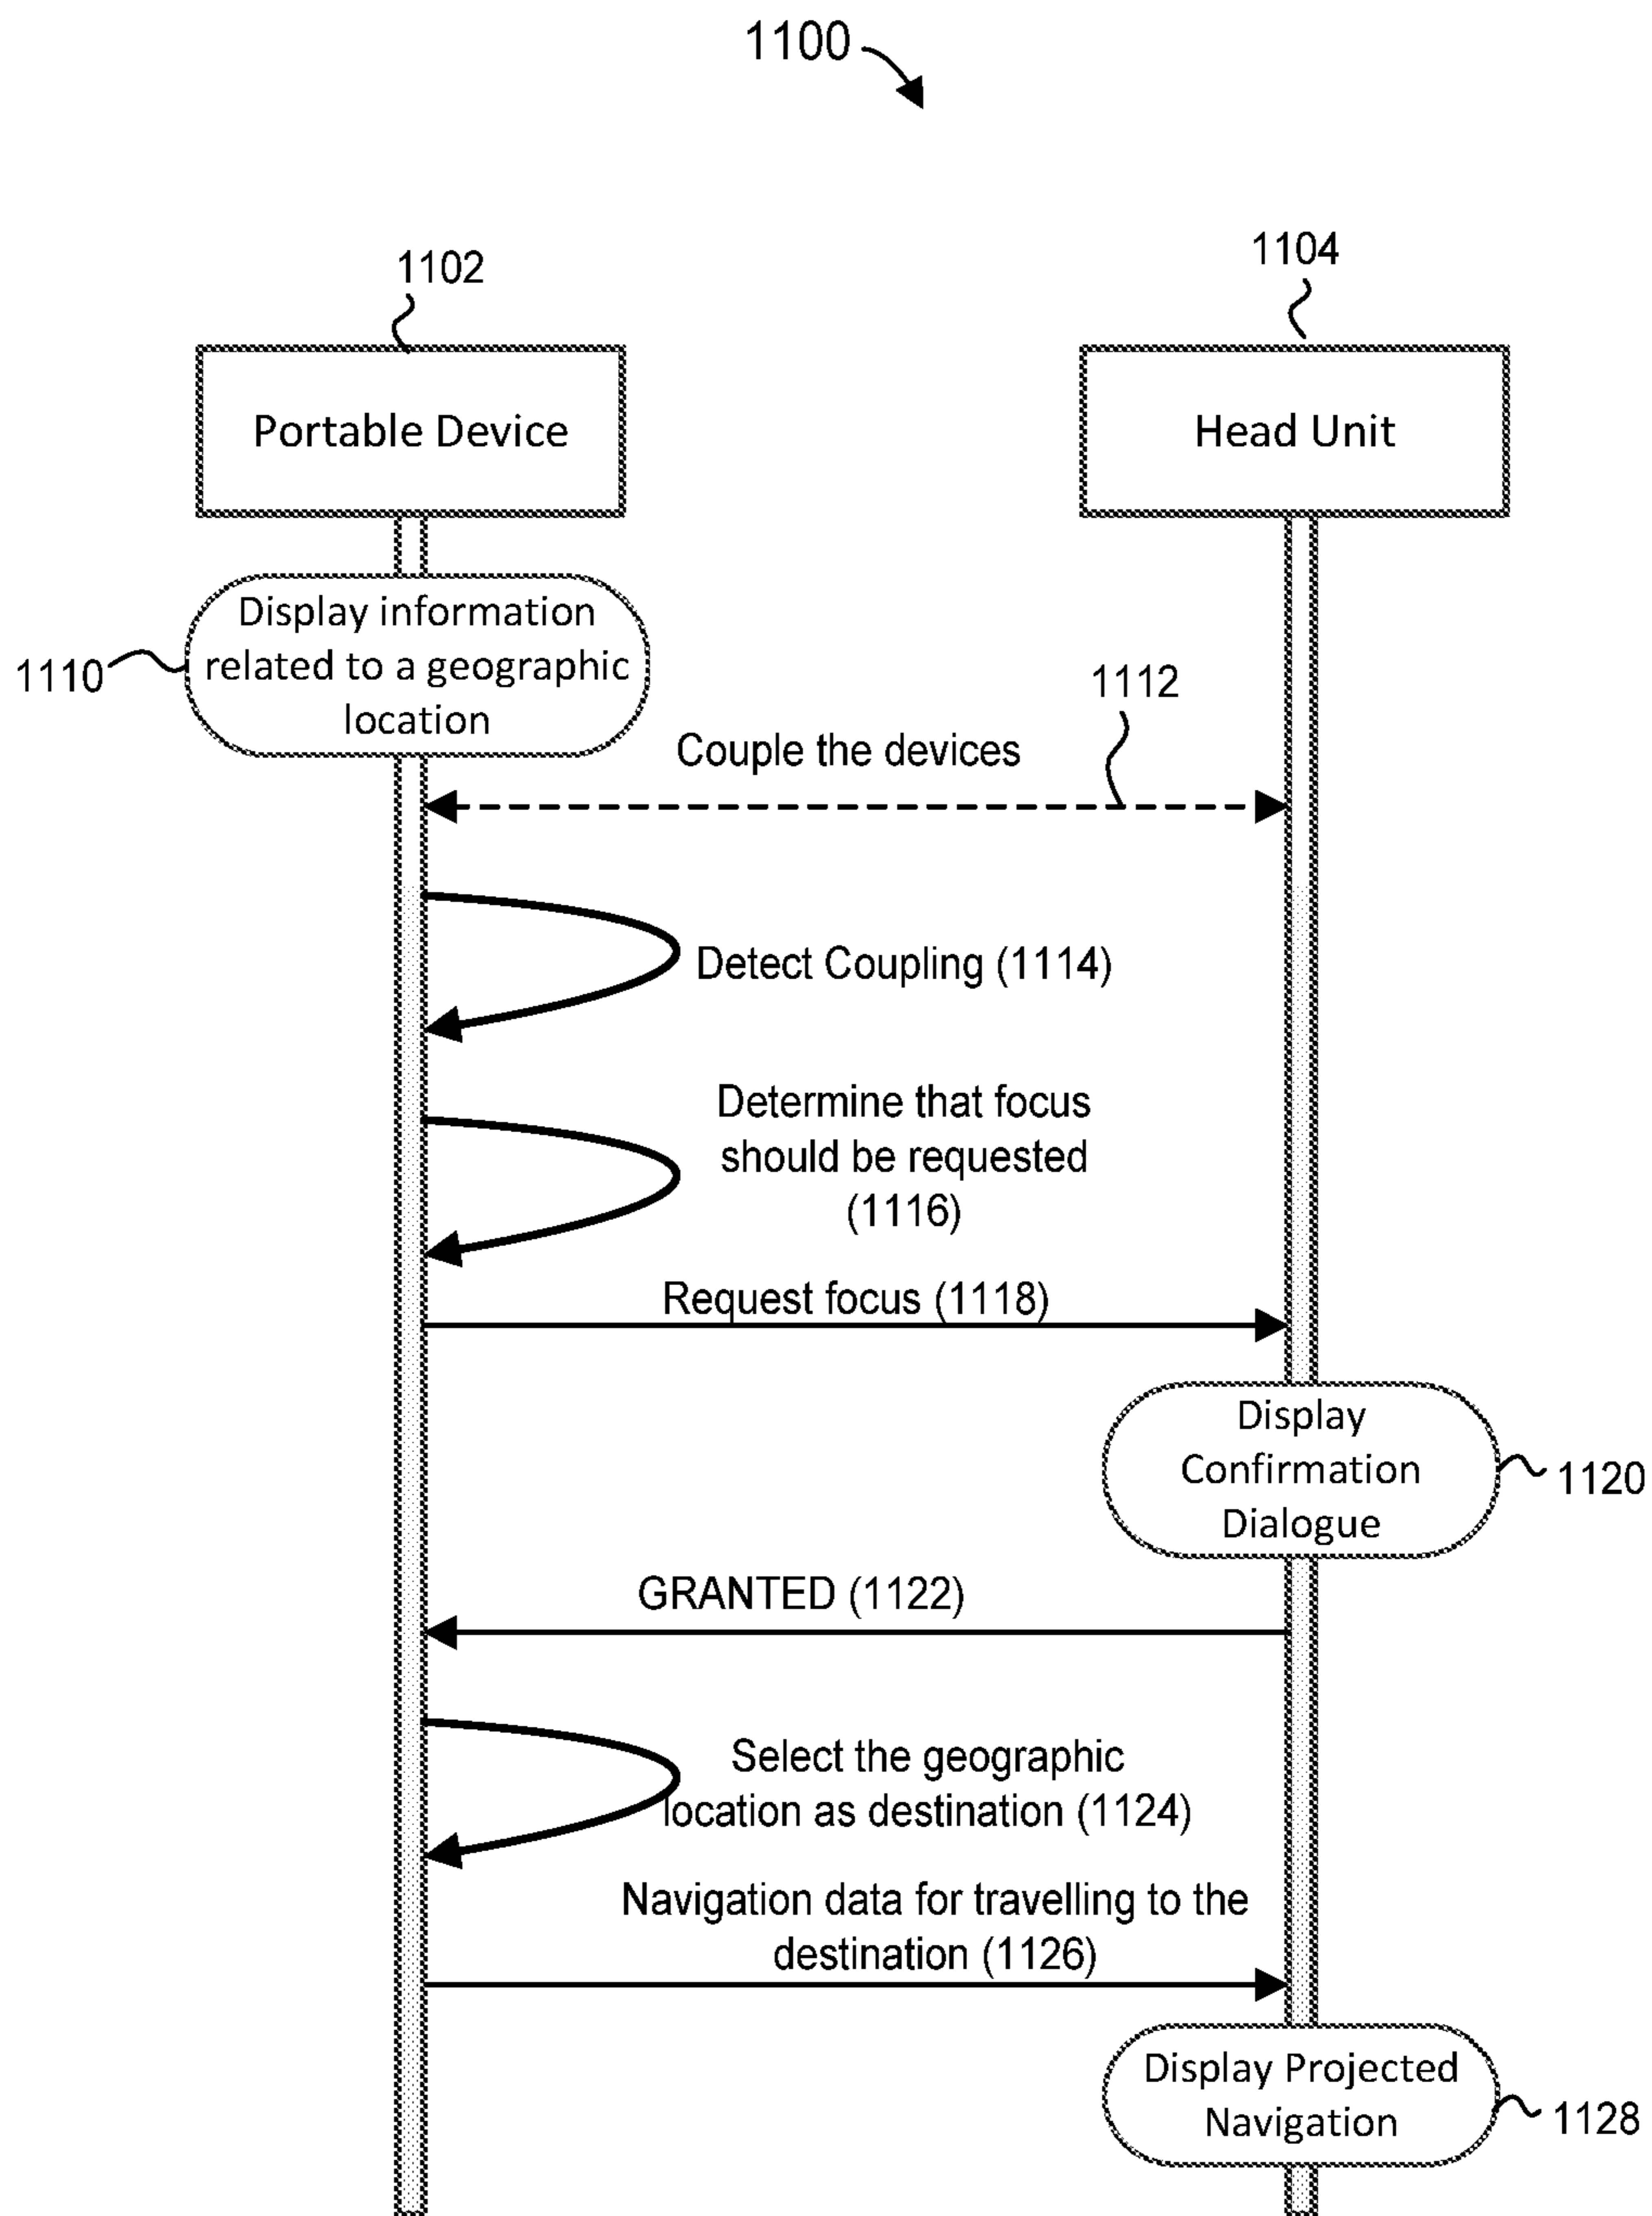 1100
1102
1104
Portable Device
Head Unit
Display information
related to a geographic
location
1110
1112
Couple the devices
Detect Coupling (1114)
Determine that focus
should be requested
(1116)
Request focus (1118)
Display
Confirmation
Dialogue
1120
GRANTED (1122)
Select the geographic
location as destination (1124)
Navigation data for travelling to the
destination (1126)
Display Projected
Navigation
1128